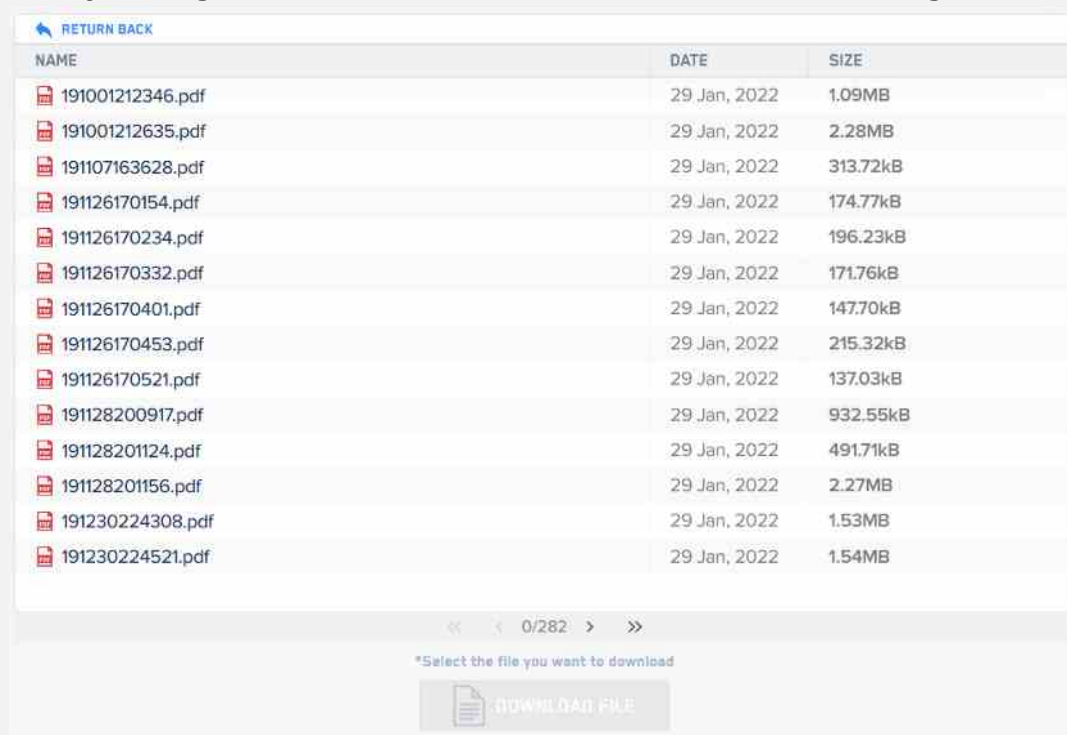 RETURN BACK
NAME DATE SIZE
191001212346.pdf 29 Jan, 2022 1.09MB
191001212635.pdf 29 Jan, 2022 2.28MB
191107163628.pdf 29 Jan, 2022 313.72kB
191126170154.pdf 29 Jan, 2022 174.77kB
191126170234.pdf 29 Jan, 2022 196.23kB
191126170332.pdf 29 Jan, 2022 171.76kB
191126170401.pdf 29 Jan, 2022 147.70kB
191126170453.pdf 29 Jan, 2022 215.32kB
191126170521.pdf 29 Jan, 2022 137.03kB
191128200917.pdf 29 Jan, 2022 932.55kB
191128201124.pdf 29 Jan, 2022 491.71kB
191128201156.pdf 29 Jan, 2022 2.27MB
191230224308.pdf 29 Jan, 2022 1.53MB
191230224521.pdf 29 Jan, 2022 1.54MB
« ‹ 0/282 › »
*Select the file you want to download
DOWNLOAD FILE